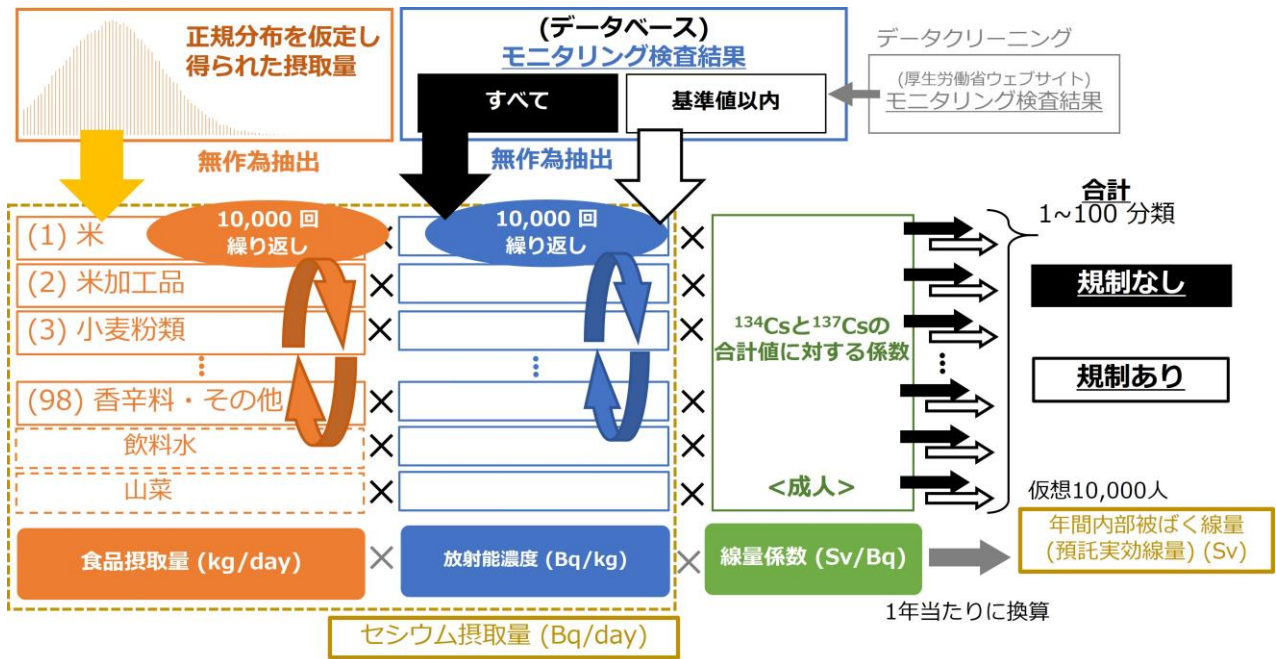 正規分布を仮定し
得られた摂取量
(データベース)
モニタリング検査結果
すべて
基準値以内
データクリーニング
(厚生労働省ウェブサイト)
モニタリング検査結果
無作為抽出
無作為抽出
10,000 回
繰り返し
10,000 回
繰り返し
合計
1~100 分類
(1) 米
×
×
(2) 米加工品
×
×
(3) 小麦粉類
×
×
⋮
⋮
⋮
(98) 香辛料・その他
×
×
飲料水
×
×
山菜
×
×
134Csと137Csの
合計値に対する係数
<成人>
規制なし
規制あり
仮想10,000人
食品摂取量 (kg/day)
×
放射能濃度 (Bq/kg)
×
線量係数 (Sv/Bq)
年間内部被ばく線量
(預託実効線量) (Sv)
1年当たりに換算
セシウム摂取量 (Bq/day)